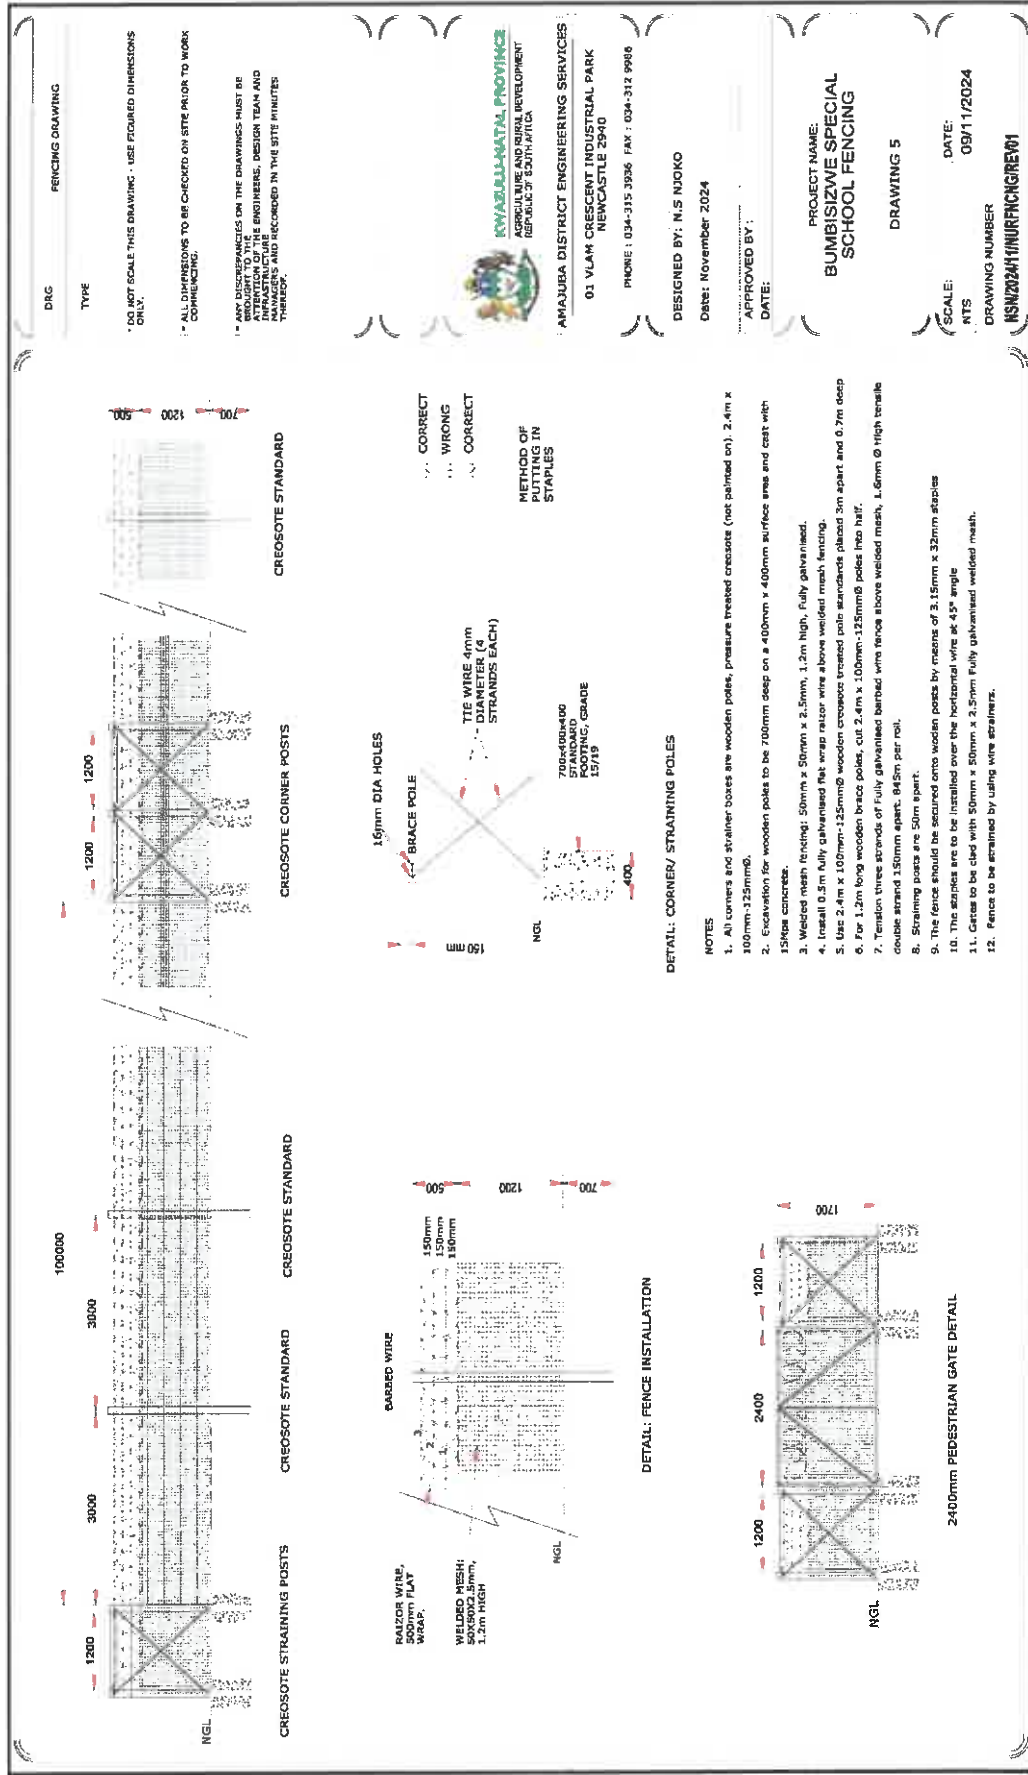 100000
1200
3000
3000
1200
1200
500
1200
700
NGL
CREOSOTE STRAINING POSTS
CREOSOTE STANDARD
CREOSOTE STANDARD
CREOSOTE CORNER POSTS
CREOSOTE STANDARD
BARBED WIRE
RAIZOR WIRE,
500mm FLAT
WRAP.
WELDED MESH:
50X50X2.5mm,
1.2m HIGH
3
2
1
150mm
150mm
150mm
500
1200
700
NGL
DETAIL: FENCE INSTALLATION
16mm DIA HOLES
BRACE POLE
150 mm
TIE WIRE 4mm
DIAMETER (4
STRANDS EACH)
NGL
700x400x400
STANDARD
FOOTING, GRADE
15/19
400
DETAIL: CORNER/ STRAINING POLES
CORRECT
WRONG
CORRECT
METHOD OF
PUTTING IN
STAPLES
1200
2400
1200
1700
NGL
2400mm PEDESTRIAN GATE DETAIL
NOTES
1. All corners and strainer boxes are wooden poles, pressure treated creosote (not painted on). 2.4m x
100mm-125mmØ.
2. Excavation for wooden poles to be 700mm deep on a 400mm x 400mm surface area and cast with
15Mpa concrete.
3. Welded mesh fencing: 50mm x 50mm x 2.5mm, 1.2m high, Fully galvanised.
4. Install 0.5m fully galvanised flat wrap raizor wire above welded mesh fencing.
5. Use 2.4m x 100mm-125mmØ wooden creosote treated pole standards placed 3m apart and 0.7m deep
6. For 1.2m long wooden brace poles, cut 2.4m x 100mm-125mmØ poles into half.
7. Tension three strands of Fully galvanised barbed wire fence above welded mesh, 1.6mm Ø High tensile
double strand 150mm apart. 845m per roll.
8. Straining posts are 50m apart.
9. The fence should be secured onto wooden posts by means of 3.15mm x 32mm staples
10. The staples are to be installed over the horizontal wire at 45° angle
11. Gates to be clad with 50mm x 50mm x 2.5mm Fully galvanised welded mesh.
12. Fence to be strained by using wire strainers.
DRG
FENCING DRAWING
TYPE
* DO NOT SCALE THIS DRAWING - USE FIGURED DIMENSIONS
ONLY.
* ALL DIMENSIONS TO BE CHECKED ON SITE PRIOR TO WORK
COMMENCING.
* ANY DISCREPANCIES ON THE DRAWINGS MUST BE
BROUGHT TO THE
ATTENTION OF THE ENGINEERS, DESIGN TEAM AND
INFRASTRUCTURE
MANAGERS AND RECORDED IN THE SITE MINUTES
THEREOF.
KWAZULU-NATAL PROVINCE
AGRICULTURE AND RURAL DEVELOPMENT
REPUBLIC OF SOUTH AFRICA
AMAJUBA DISTRICT ENGINEERING SERVICES
01 VLAM CRESCENT INDUSTRIAL PARK
NEWCASTLE 2940
PHONE : 034-315 3936 FAX : 034-312 9986
DESIGNED BY: N.S NJOKO
Date: November 2024
APPROVED BY :
DATE:
PROJECT NAME:
BUMBISIZWE SPECIAL
SCHOOL FENCING
DRAWING 5
SCALE:
NTS
DATE:
09/11/2024
DRAWING NUMBER
NSN/2024/11/NURFNCNG/REV01